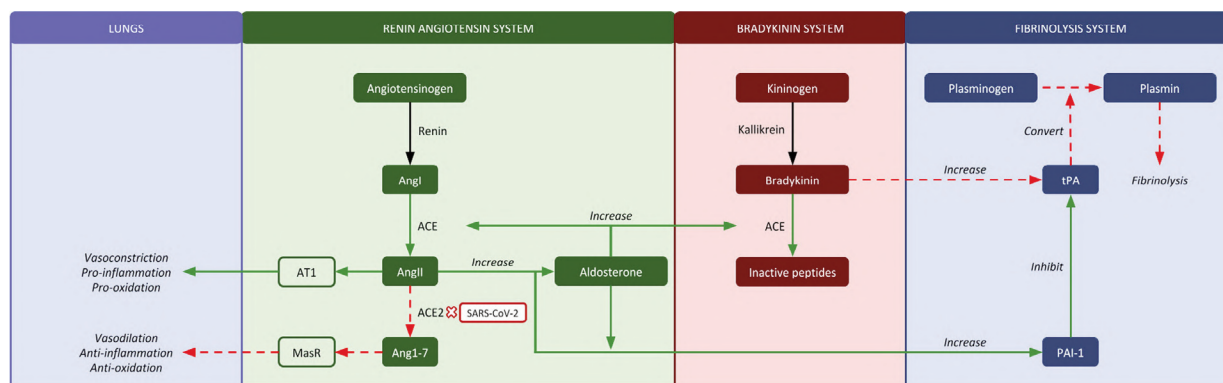 LUNGS
RENIN ANGIOTENSIN SYSTEM
BRADYKININ SYSTEM
FIBRINOLYSIS SYSTEM
Angiotensinogen
Kininogen
Plasminogen
Plasmin
Renin
Kallikrein
Convert
AngI
Bradykinin
Increase
tPA
Fibrinolysis
ACE
Increase
ACE
Vasoconstriction
Pro-inflammation
Pro-oxidation
AT1
AngII
Increase
Aldosterone
Inactive peptides
Inhibit
ACE2
SARS-CoV-2
Vasodilation
Anti-inflammation
Anti-oxidation
MasR
Ang1-7
Increase
PAI-1